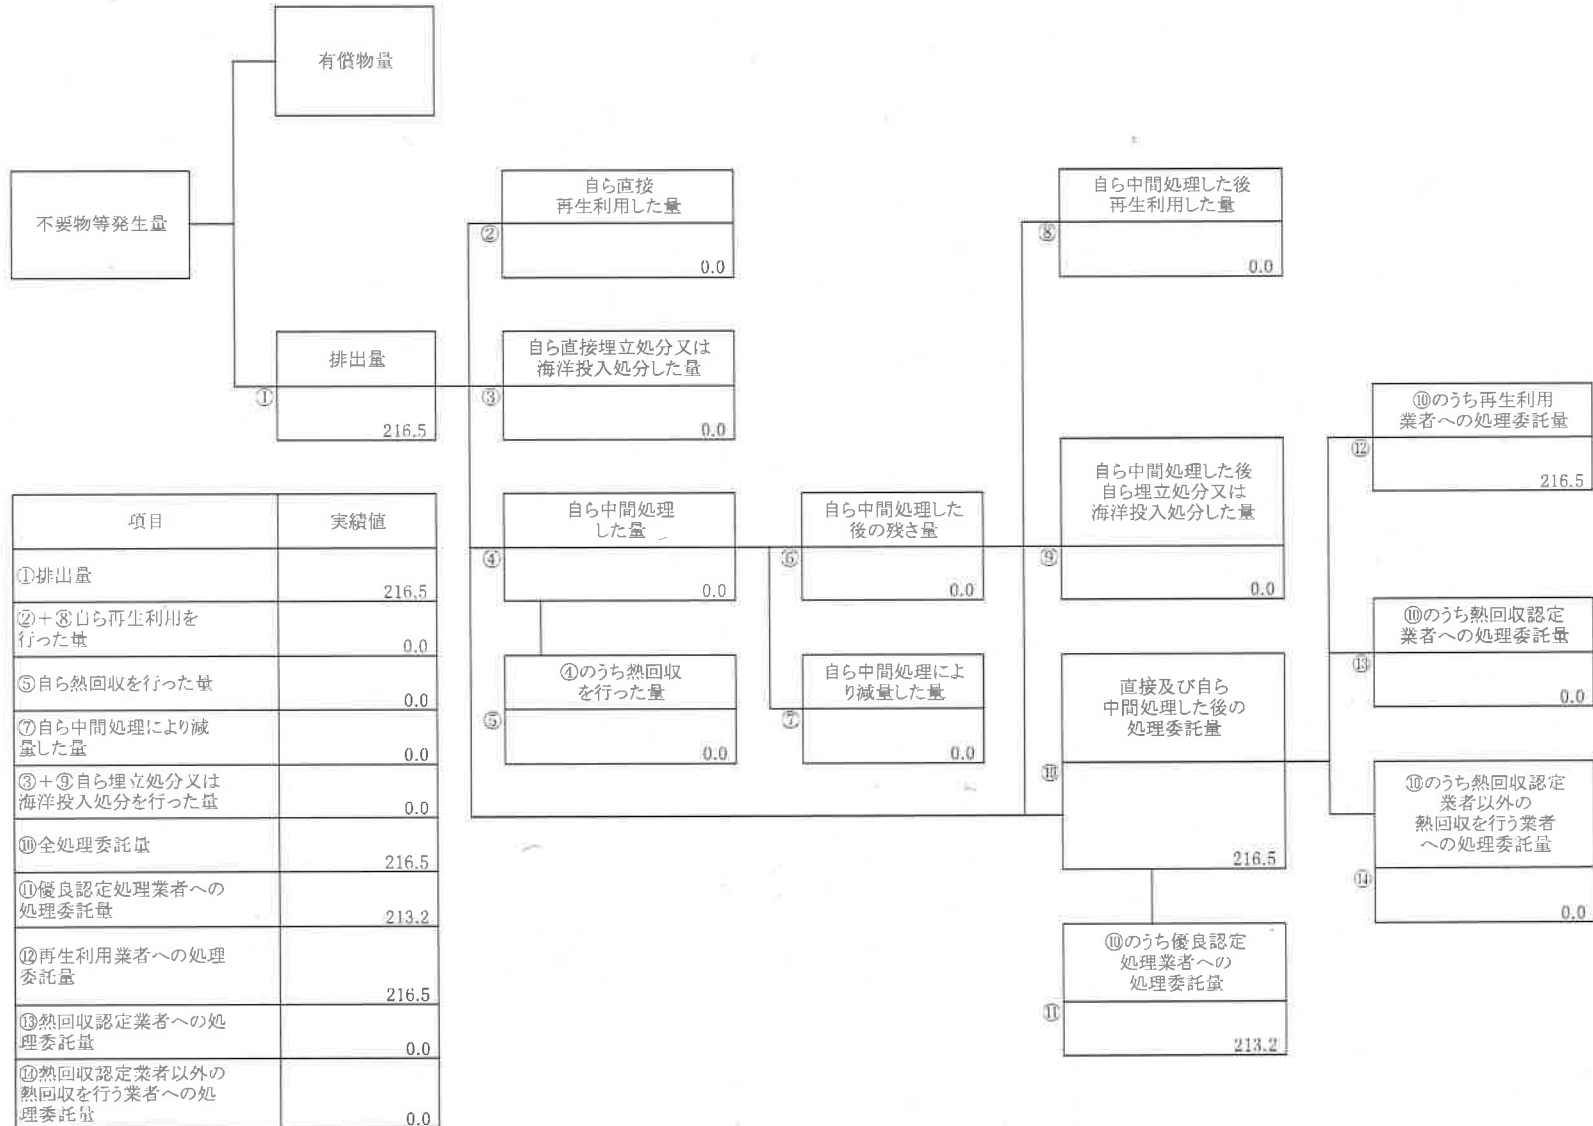 有償物量
不要物等発生量
排出量
①
216.5
自ら直接
再生利用した量
②
0.0
自ら直接埋立処分又は
海洋投入処分した量
③
0.0
自ら中間処理
した量
④
0.0
④のうち熱回収
を行った量
⑤
0.0
自ら中間処理した
後の残さ量
⑥
0.0
自ら中間処理によ
り減量した量
⑦
0.0
自ら中間処理した後
再生利用した量
⑧
0.0
自ら中間処理した後
自ら埋立処分又は
海洋投入処分した量
⑨
0.0
直接及び自ら
中間処理した後の
処理委託量
⑩
216.5
⑩のうち優良認定
処理業者への
処理委託量
⑪
213.2
⑩のうち再生利用
業者への処理委託量
⑫
216.5
⑩のうち熱回収認定
業者への処理委託量
⑬
0.0
⑩のうち熱回収認定
業者以外の
熱回収を行う業者
への処理委託量
⑭
0.0
項目 実績値
①排出量
216.5
②+⑧自ら再生利用を
行った量
0.0
⑤自ら熱回収を行った量
0.0
⑦自ら中間処理により減
量した量
0.0
③+⑨自ら埋立処分又は
海洋投入処分を行った量
0.0
⑩全処理委託量
216.5
⑪優良認定処理業者への
処理委託量
213.2
⑫再生利用業者への処理
委託量
216.5
⑬熱回収認定業者への処
理委託量
0.0
⑭熱回収認定業者以外の
熱回収を行う業者への処
理委託量
0.0